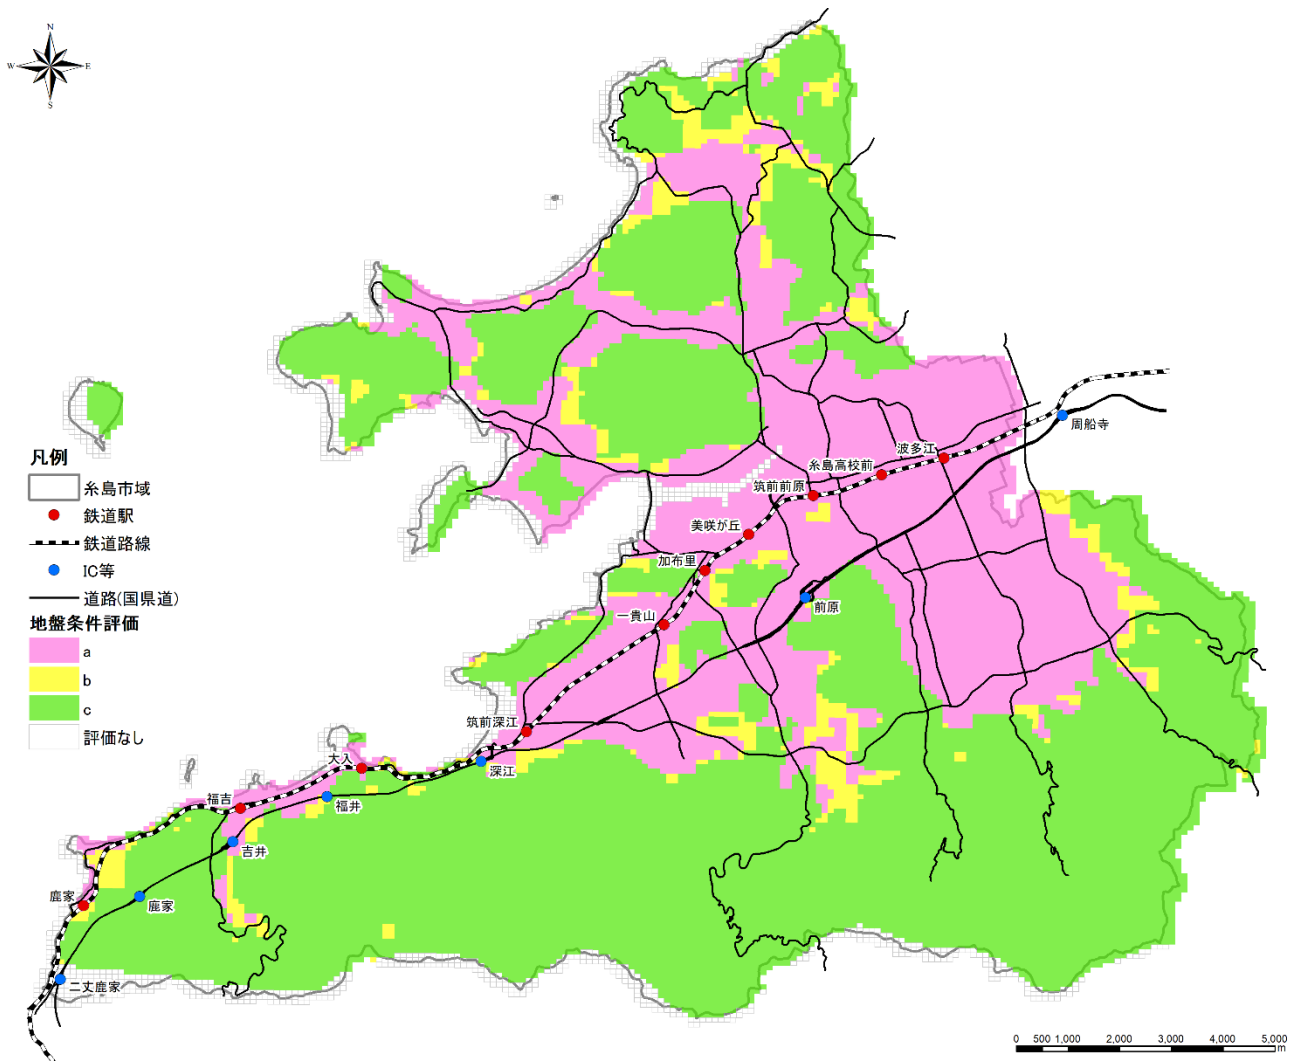 N
W
E
S
凡例
糸島市域
鉄道駅
鉄道路線
IC等
道路(国県道)
地盤条件評価
a
b
c
評価なし
周船寺
波多江
糸島高校前
筑前前原
美咲が丘
加布里
前原
一貴山
筑前深江
深江
大入
福井
福吉
吉井
鹿家
鹿家
二丈鹿家
0 500 1,000 2,000 3,000 4,000 5,000
m